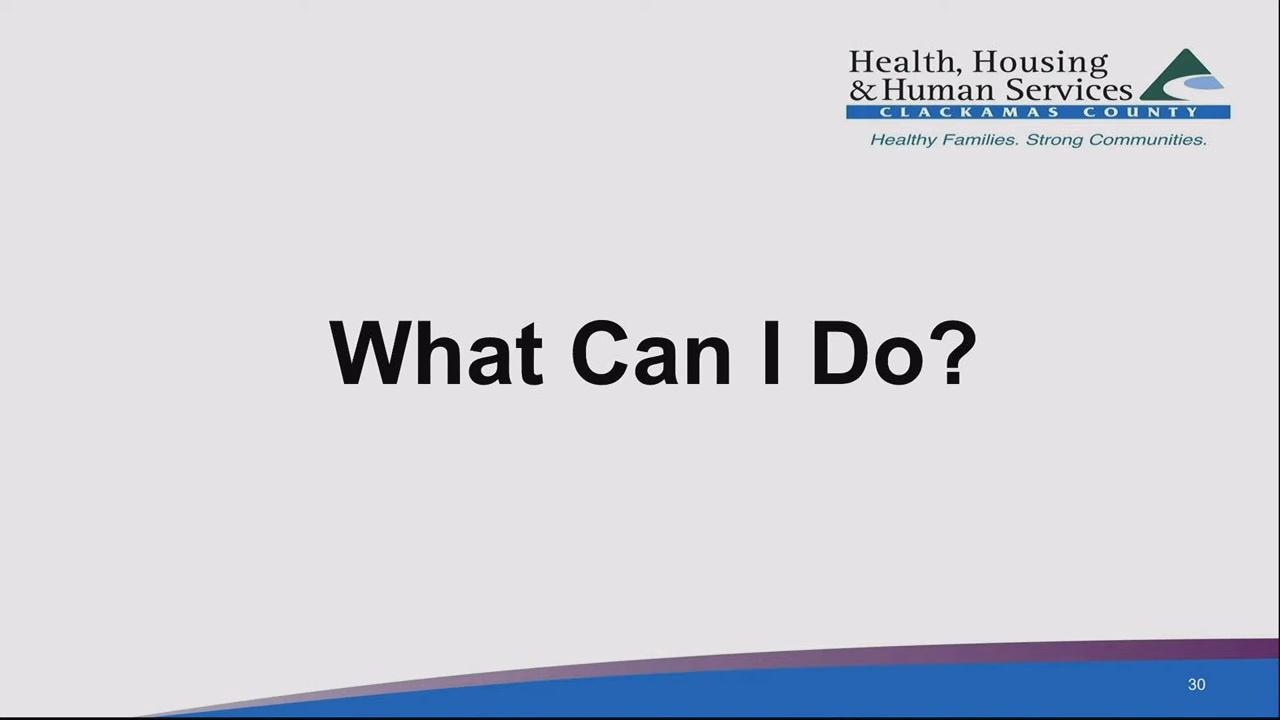 Health, Housing
& Human Services
CLACKAMAS COUNTY
Healthy Families. Strong Communities.
What Can I Do?
30